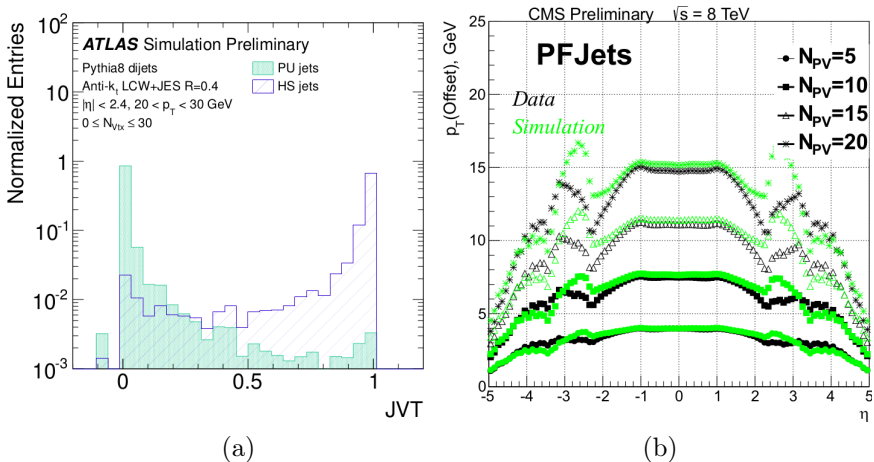 ATLAS Simulation Preliminary
Pythia8 dijets
Anti-kₜ LCW+JES R=0.4
|η| < 2.4, 20 < p_T < 30 GeV
0 ≤ N_Vtx ≤ 30
PU jets
HS jets
Normalized Entries
10²
10
1
10⁻¹
10⁻²
10⁻³
0 0.5 1
JVT
(a)
CMS Preliminary √s = 8 TeV
PFJets
Data
Simulation
N_PV=5
N_PV=10
N_PV=15
N_PV=20
p_T(Offset), GeV
25
20
15
10
5
0
-5 -4 -3 -2 -1 0 1 2 3 4 5
η
(b)